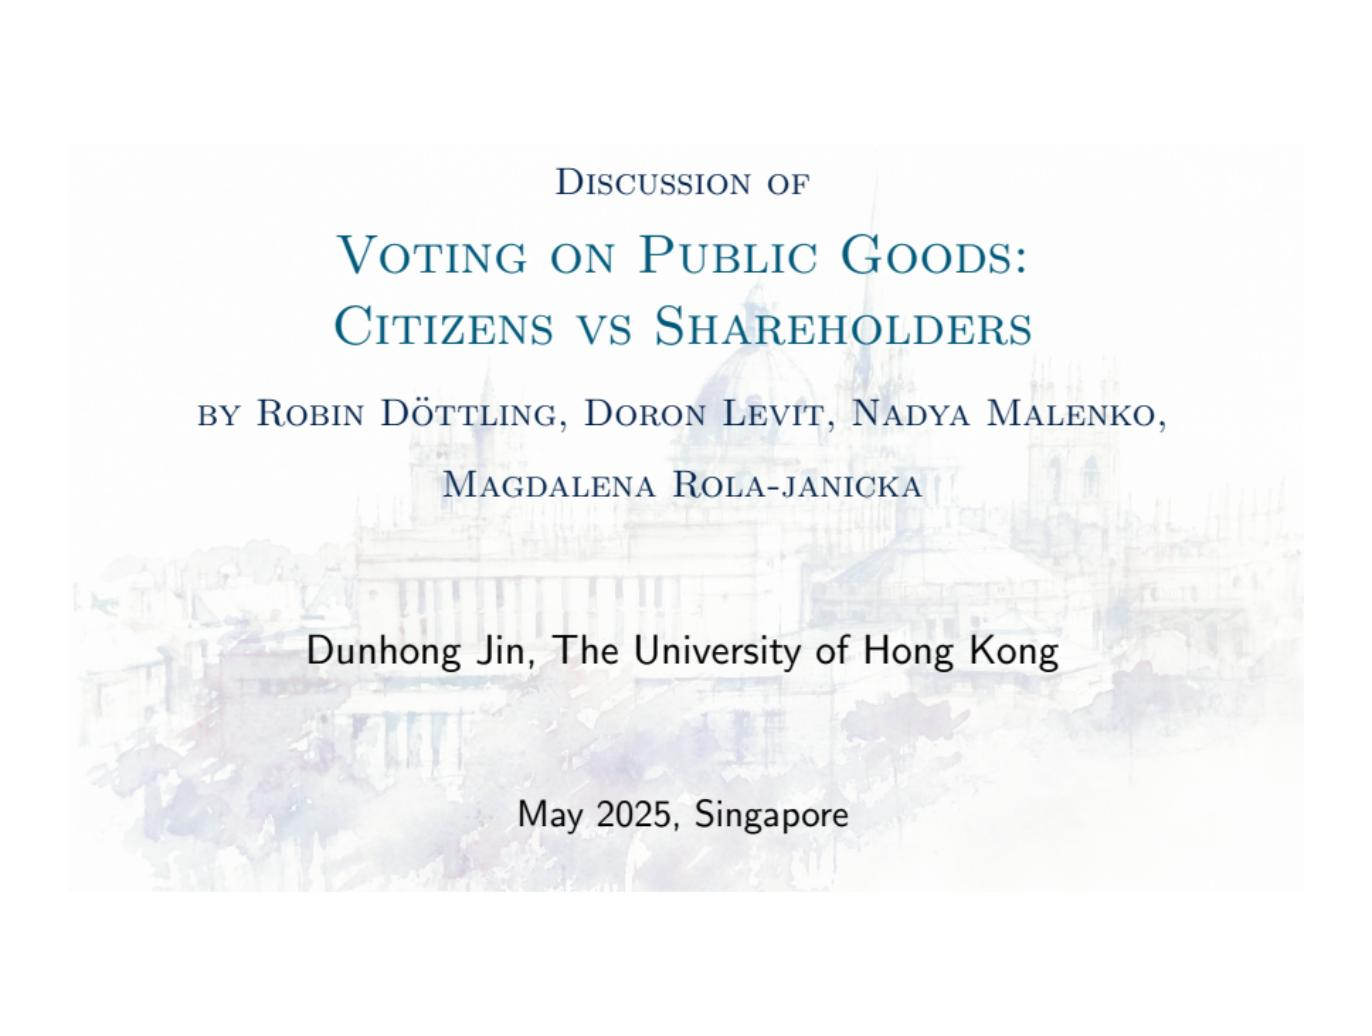 Discussion of
Voting on Public Goods:
Citizens vs Shareholders
by Robin Döttling, Doron Levit, Nadya Malenko,
Magdalena Rola-janicka
Dunhong Jin, The University of Hong Kong
May 2025, Singapore